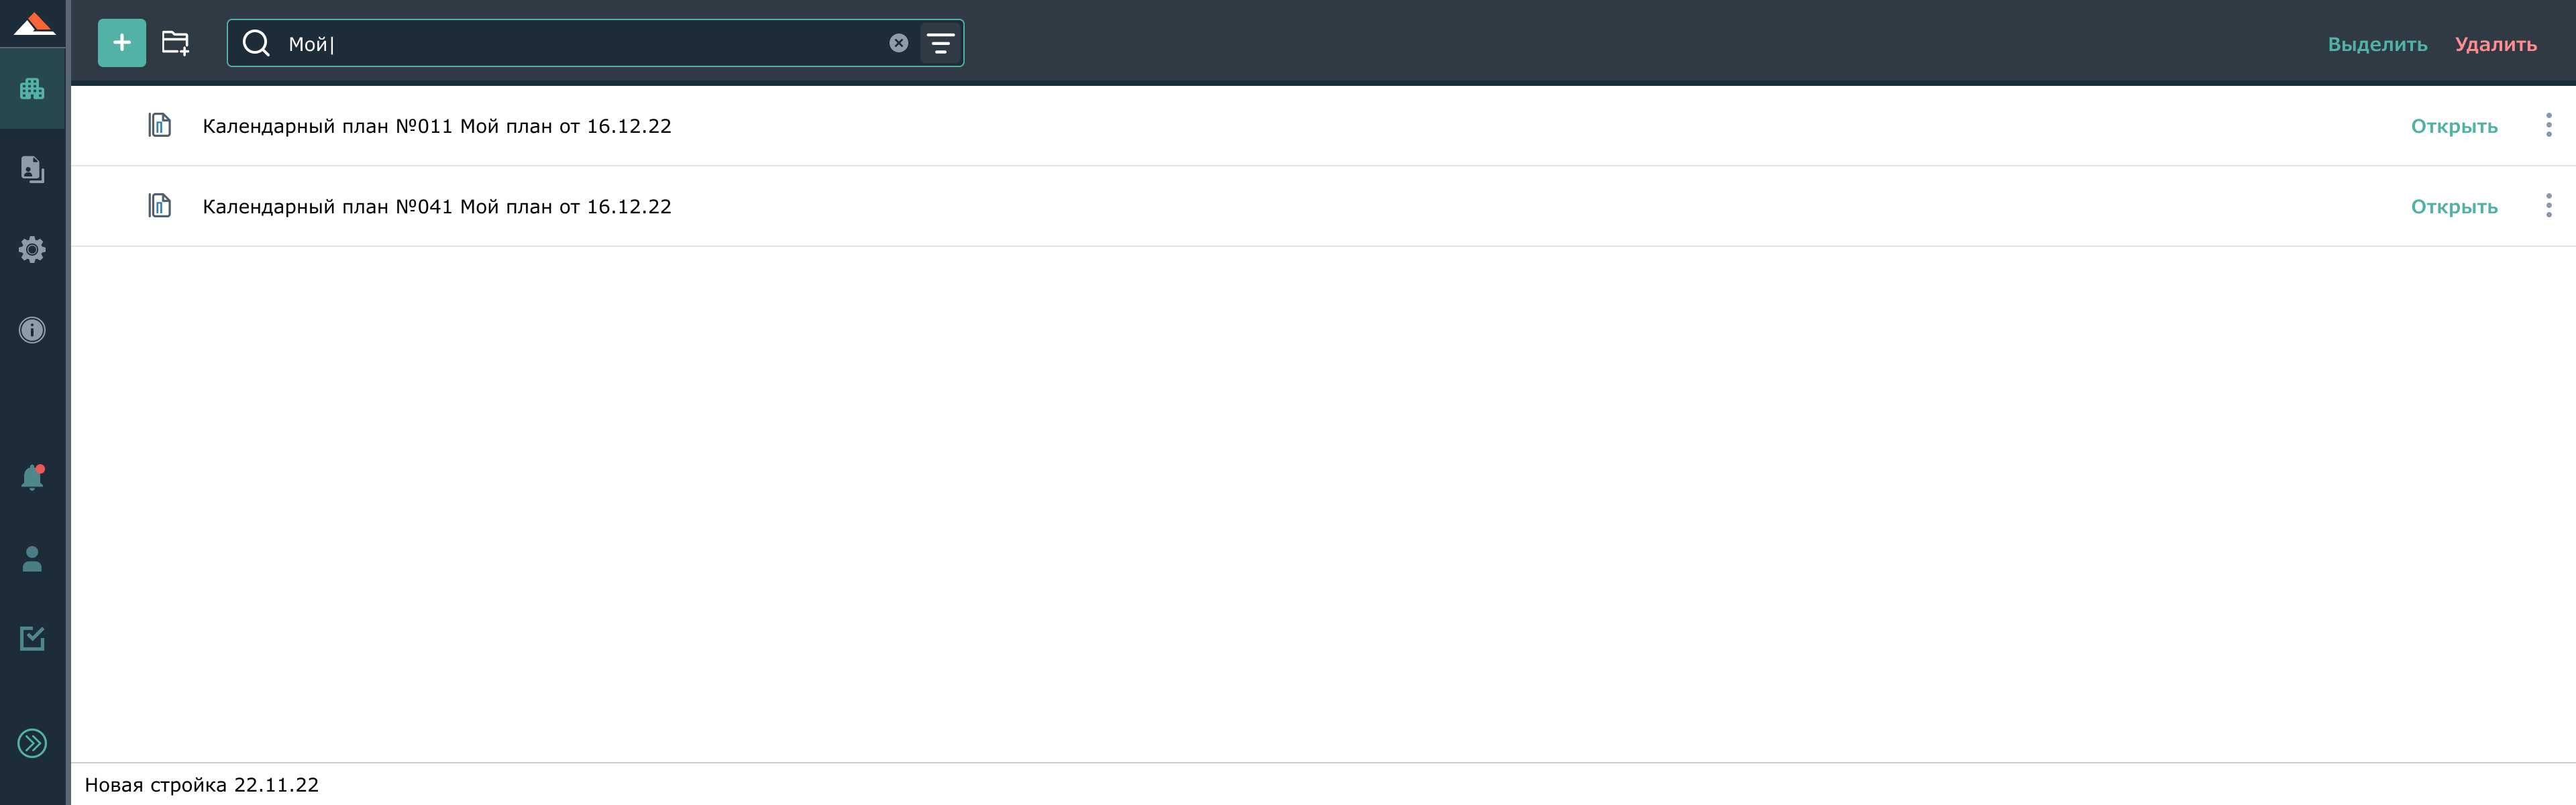 Мой
Выделить
Удалить
Календарный план №011 Мой план от 16.12.22
Открыть
Календарный план №041 Мой план от 16.12.22
Открыть
Новая стройка 22.11.22